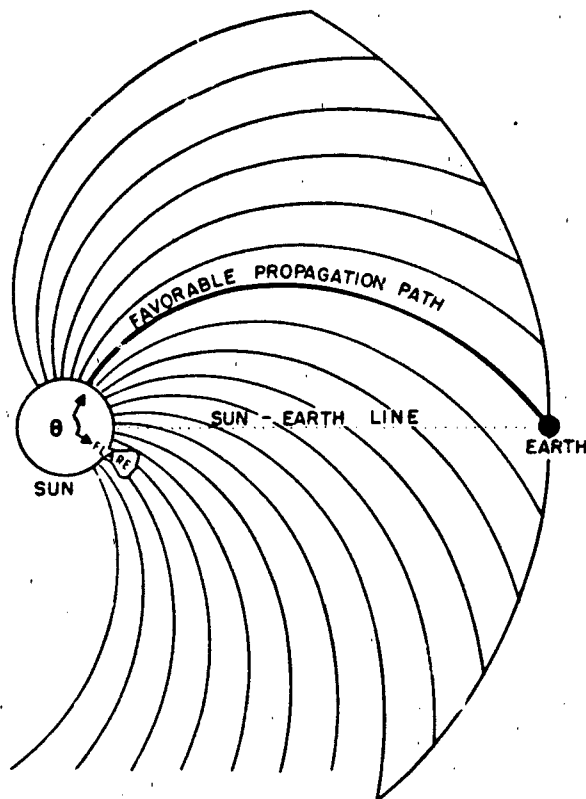 FAVORABLE PROPAGATION PATH
SUN - EARTH LINE
θ
FLARE
EARTH
SUN